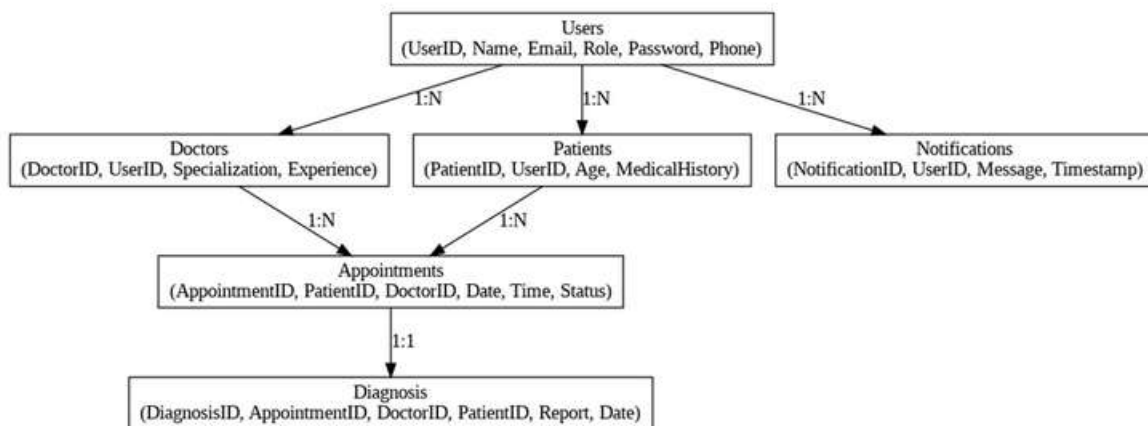 Users
(UserID, Name, Email, Role, Password, Phone)
1:N
1:N
1:N
Doctors
(DoctorID, UserID, Specialization, Experience)
Patients
(PatientID, UserID, Age, MedicalHistory)
Notifications
(NotificationID, UserID, Message, Timestamp)
1:N
1:N
Appointments
(AppointmentID, PatientID, DoctorID, Date, Time, Status)
1:1
Diagnosis
(DiagnosisID, AppointmentID, DoctorID, PatientID, Report, Date)